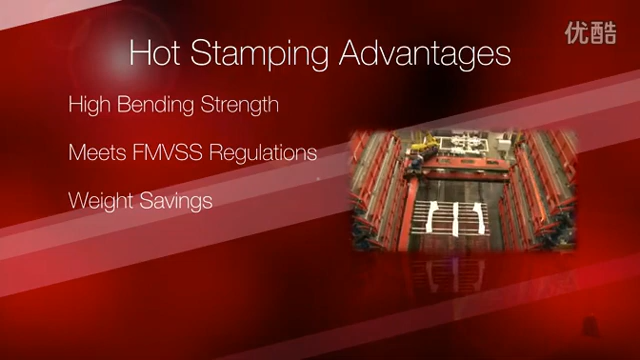 优酷
Hot Stamping Advantages
High Bending Strength
Meets FMVSS Regulations
Weight Savings